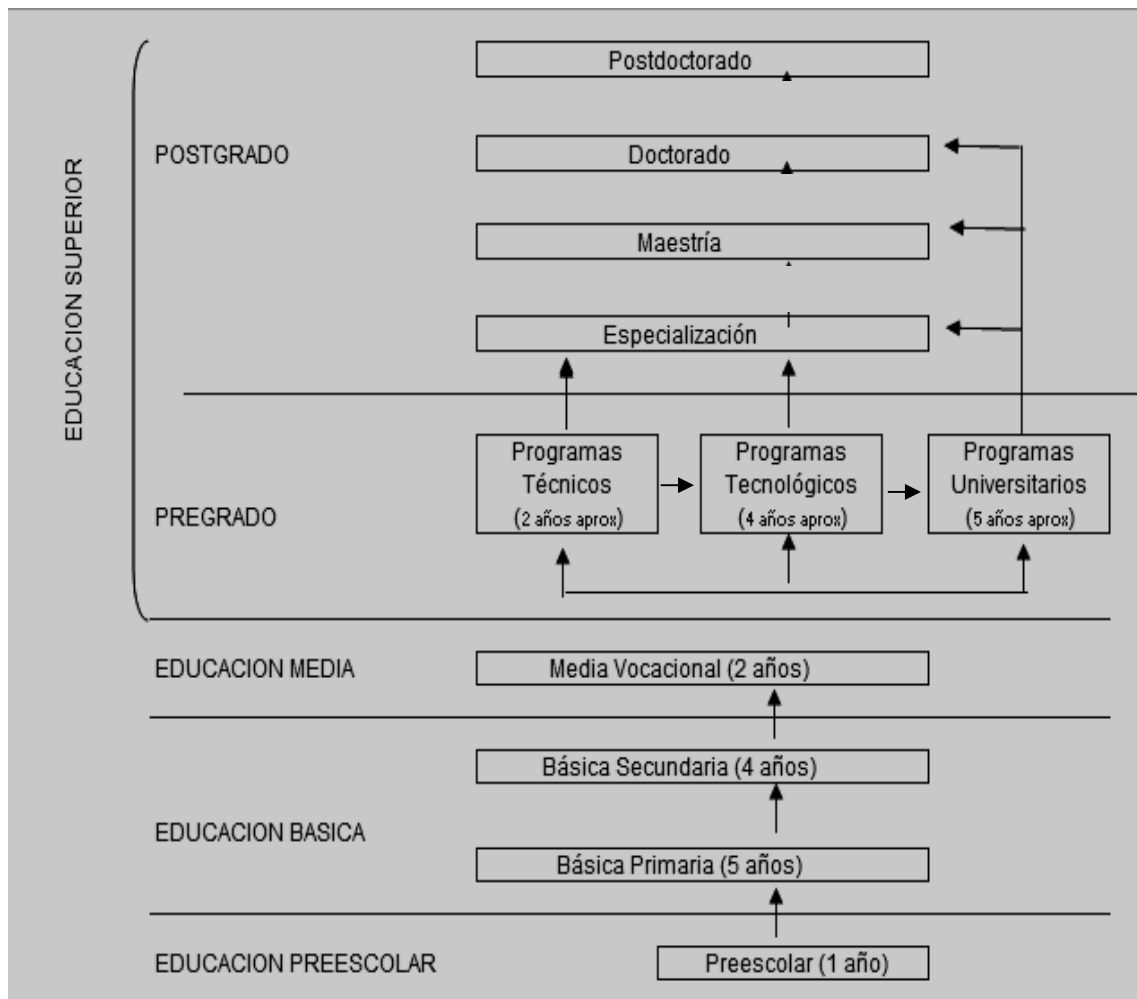 Postdoctorado
POSTGRADO
Doctorado
Maestría
Especialización
EDUCACION SUPERIOR
Programas
Técnicos
(2 años aprox)
Programas
Tecnológicos
(4 años aprox)
Programas
Universitarios
(5 años aprox)
PREGRADO
EDUCACION MEDIA
Media Vocacional (2 años)
Básica Secundaria (4 años)
EDUCACION BASICA
Básica Primaria (5 años)
EDUCACION PREESCOLAR
Preescolar (1 año)